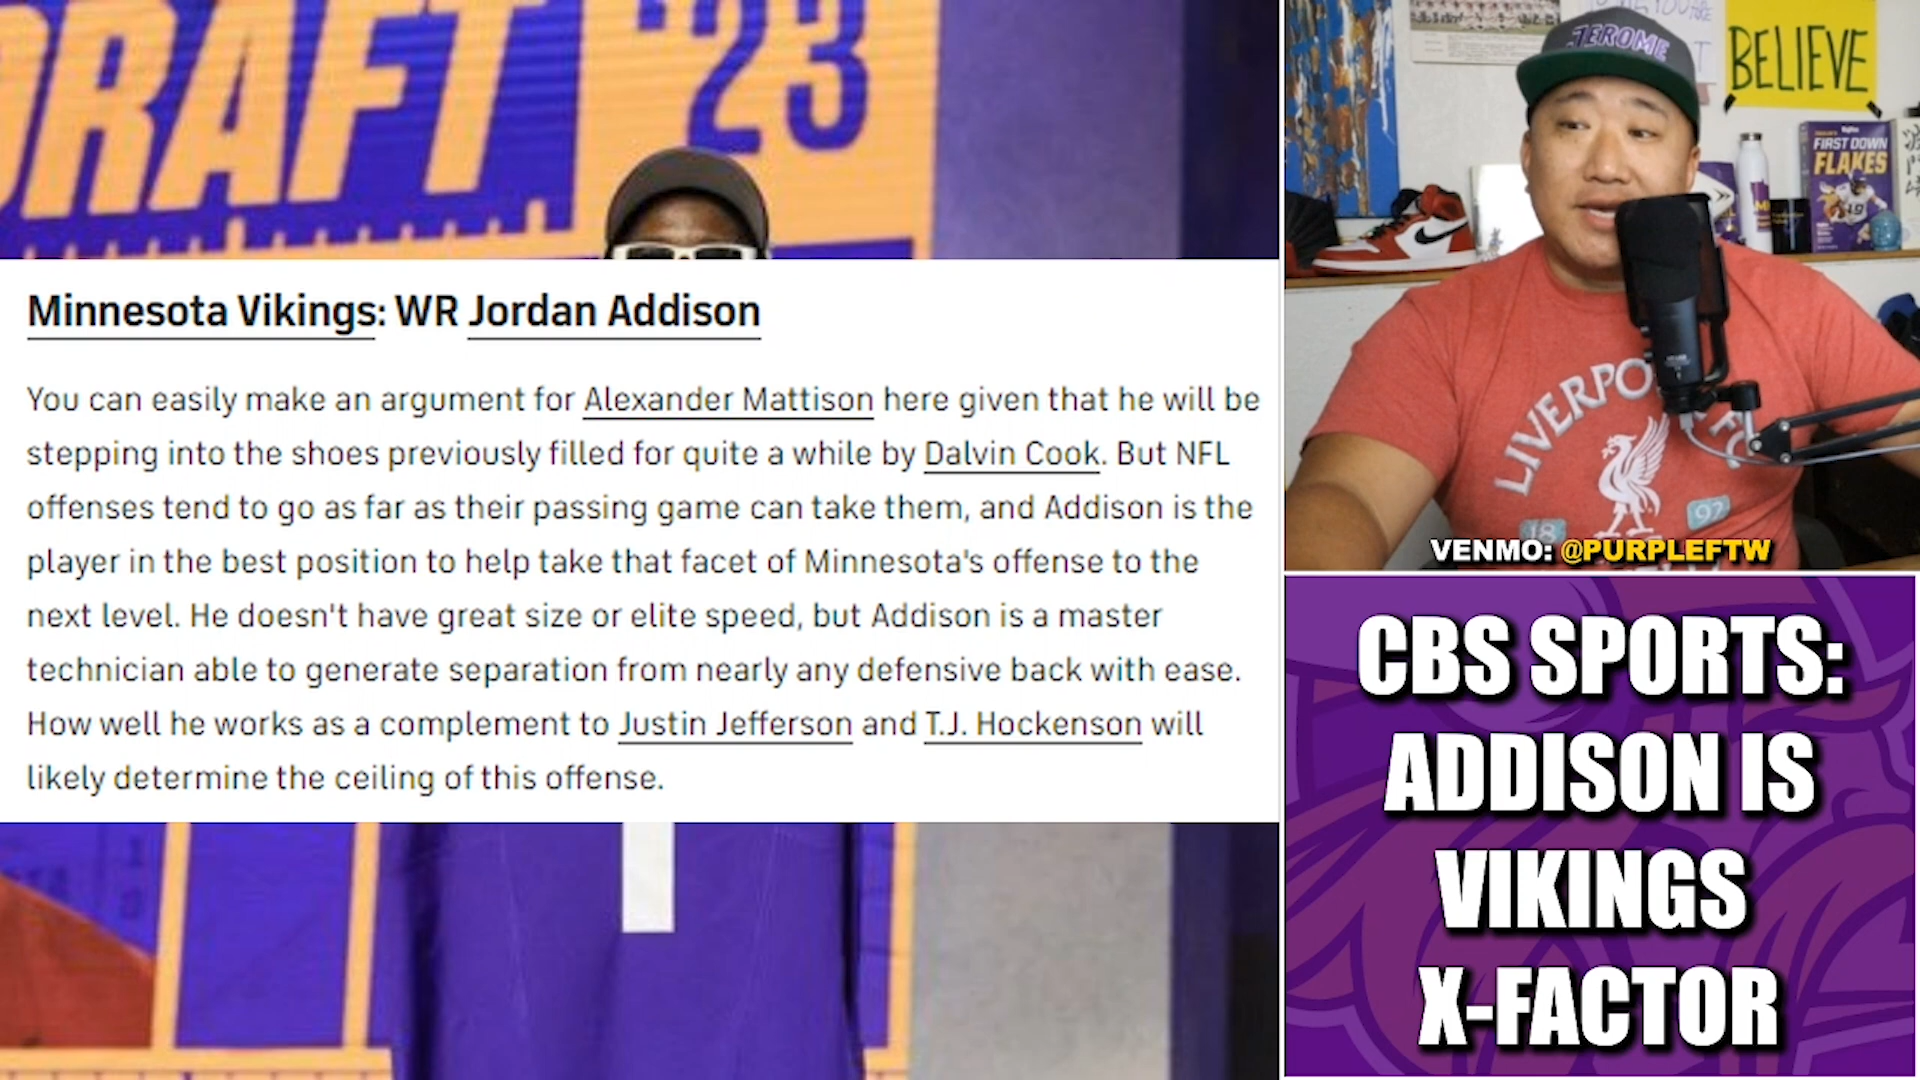 DRAFT '23
Minnesota Vikings: WR Jordan Addison
You can easily make an argument for Alexander Mattison here given that he will be
stepping into the shoes previously filled for quite a while by Dalvin Cook. But NFL
offenses tend to go as far as their passing game can take them, and Addison is the
player in the best position to help take that facet of Minnesota's offense to the
next level. He doesn't have great size or elite speed, but Addison is a master
technician able to generate separation from nearly any defensive back with ease.
How well he works as a complement to Justin Jefferson and T.J. Hockenson will
likely determine the ceiling of this offense.
JEROME
BELIEVE
FIRST DOWN
FLAKES
LIVERPO
FC
18
92
VENMO: @PURPLEFTW
CBS SPORTS:
ADDISON IS
VIKINGS
X-FACTOR